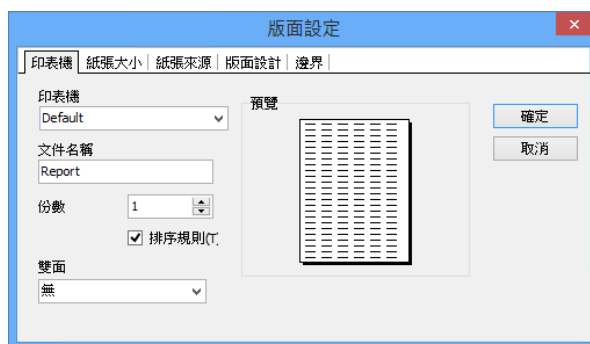 版面設定
印表機 紙張大小 紙張來源 版面設計 邊界
印表機
Default
文件名稱
Report
份數 1
排序規則(T
雙面
無
預覽
確定
取消